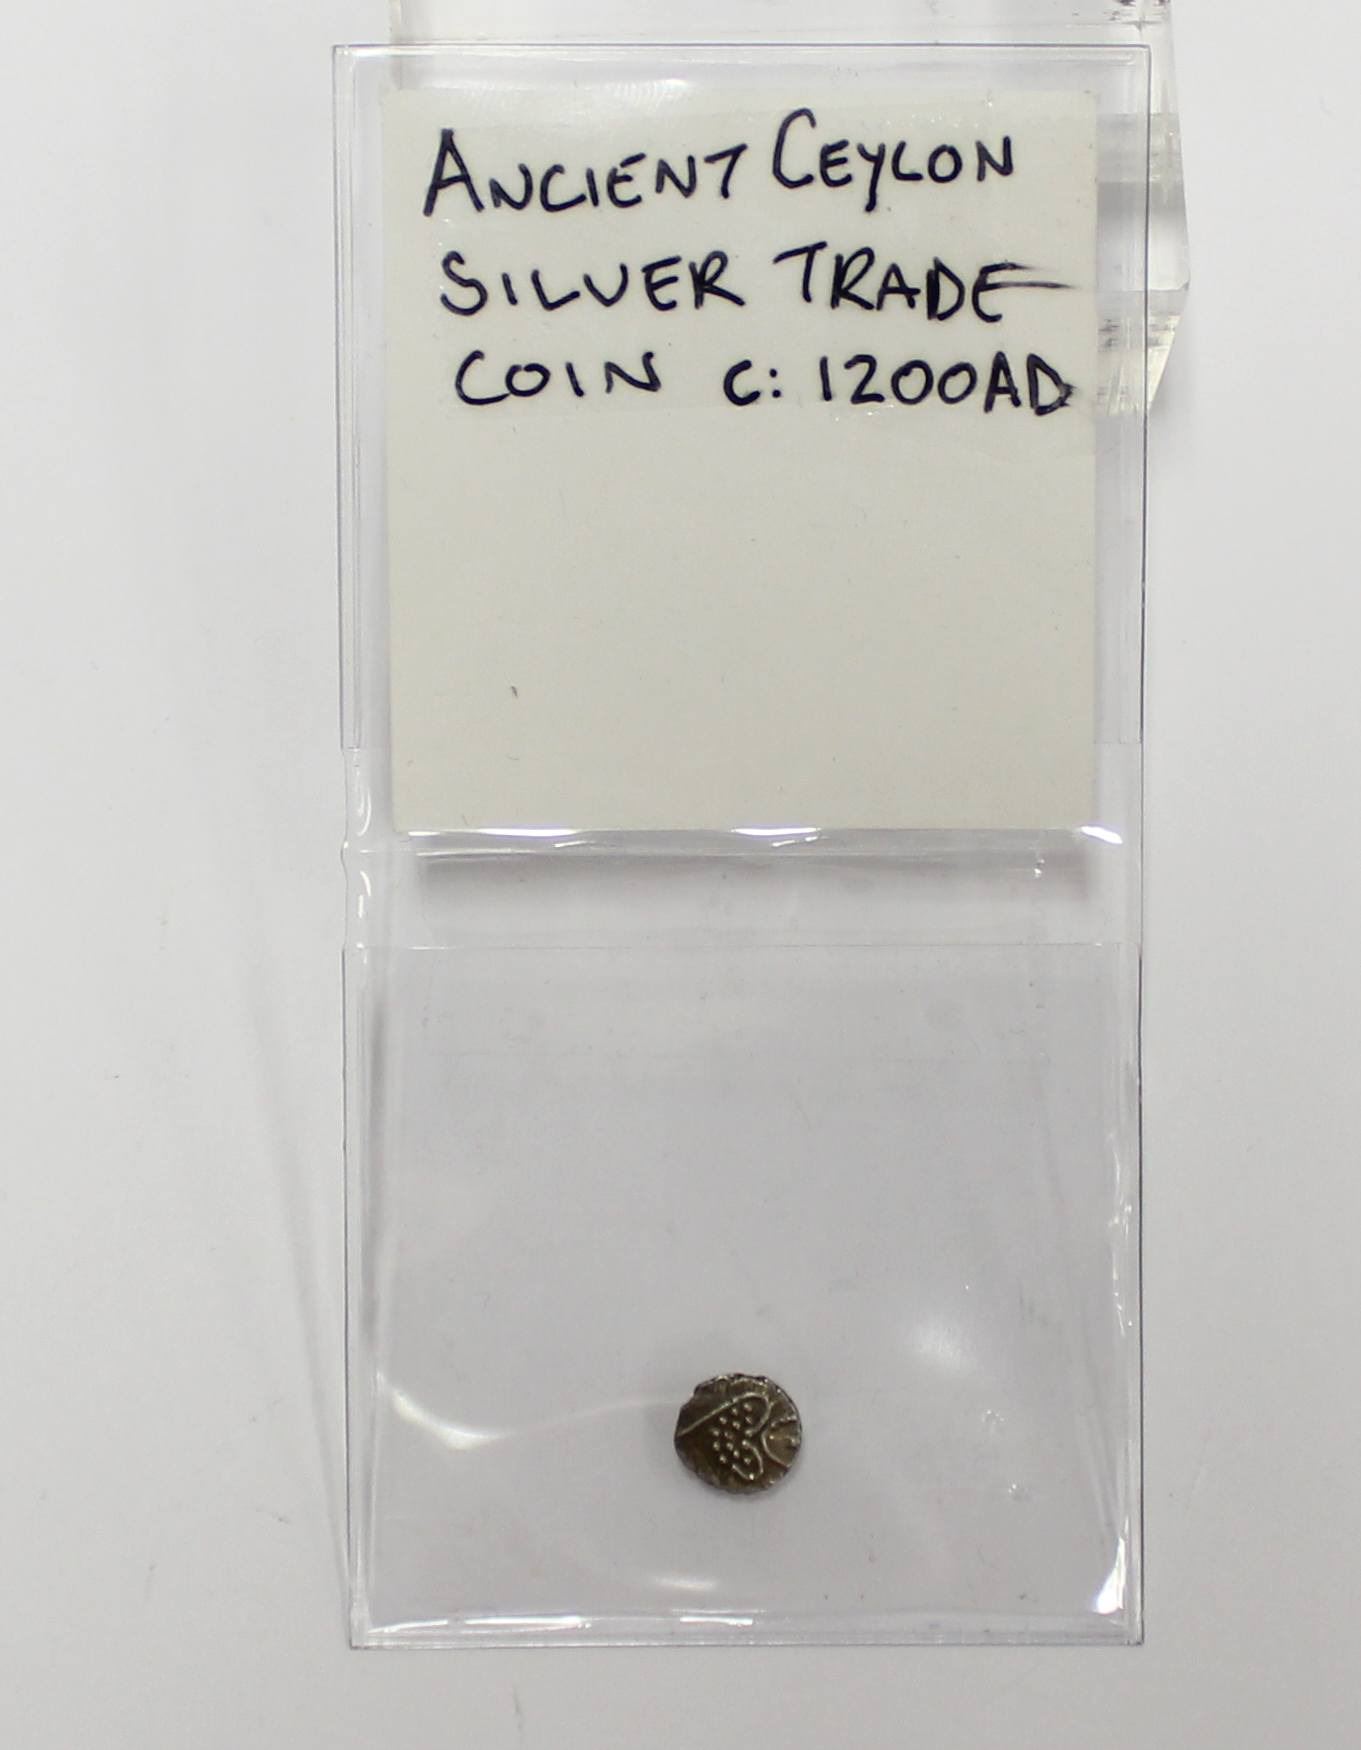 ANCIENT CEYLON
SILVER TRADE
COIN C: 1200AD